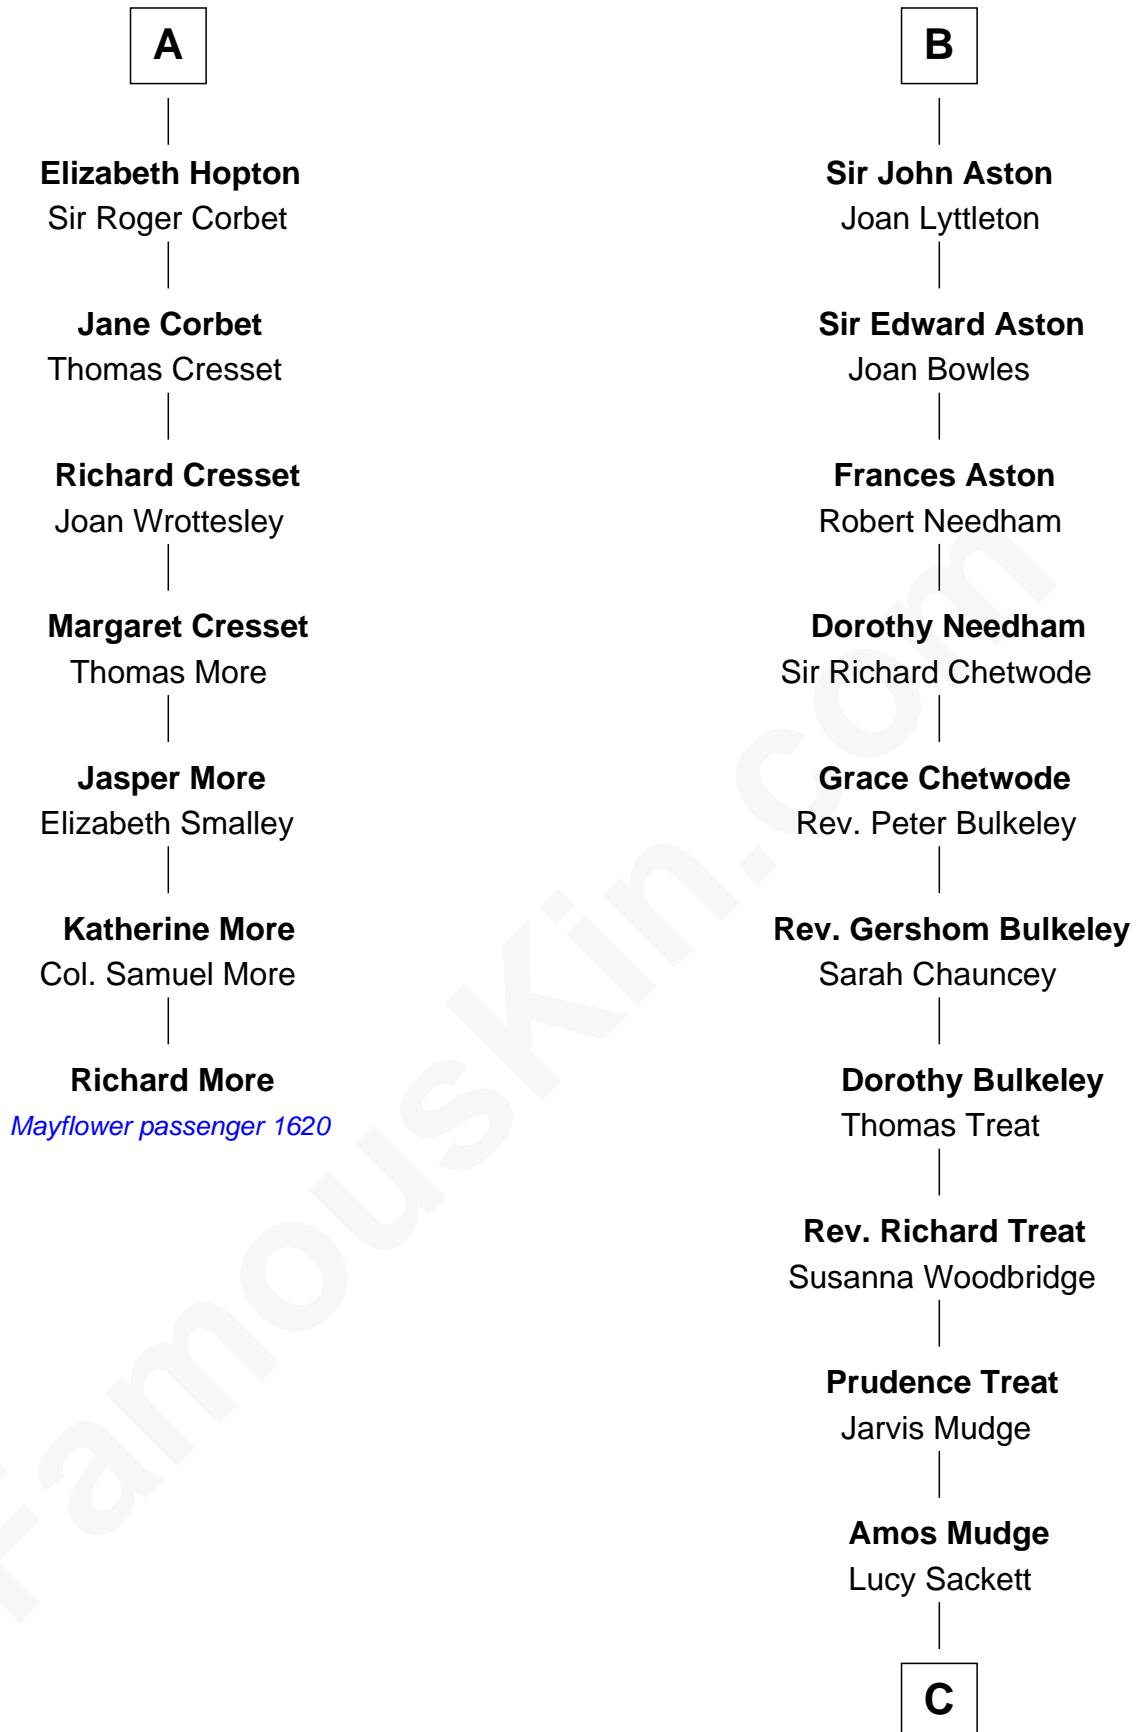 A
Elizabeth Hopton
Sir Roger Corbet
Jane Corbet
Thomas Cresset
Richard Cresset
Joan Wrottesley
Margaret Cresset
Thomas More
Jasper More
Elizabeth Smalley
Katherine More
Col. Samuel More
Richard More
Mayflower passenger 1620
B
Sir John Aston
Joan Lyttleton
Sir Edward Aston
Joan Bowles
Frances Aston
Robert Needham
Dorothy Needham
Sir Richard Chetwode
Grace Chetwode
Rev. Peter Bulkeley
Rev. Gershom Bulkeley
Sarah Chauncey
Dorothy Bulkeley
Thomas Treat
Rev. Richard Treat
Susanna Woodbridge
Prudence Treat
Jarvis Mudge
Amos Mudge
Lucy Sackett
C
FamousKin.com